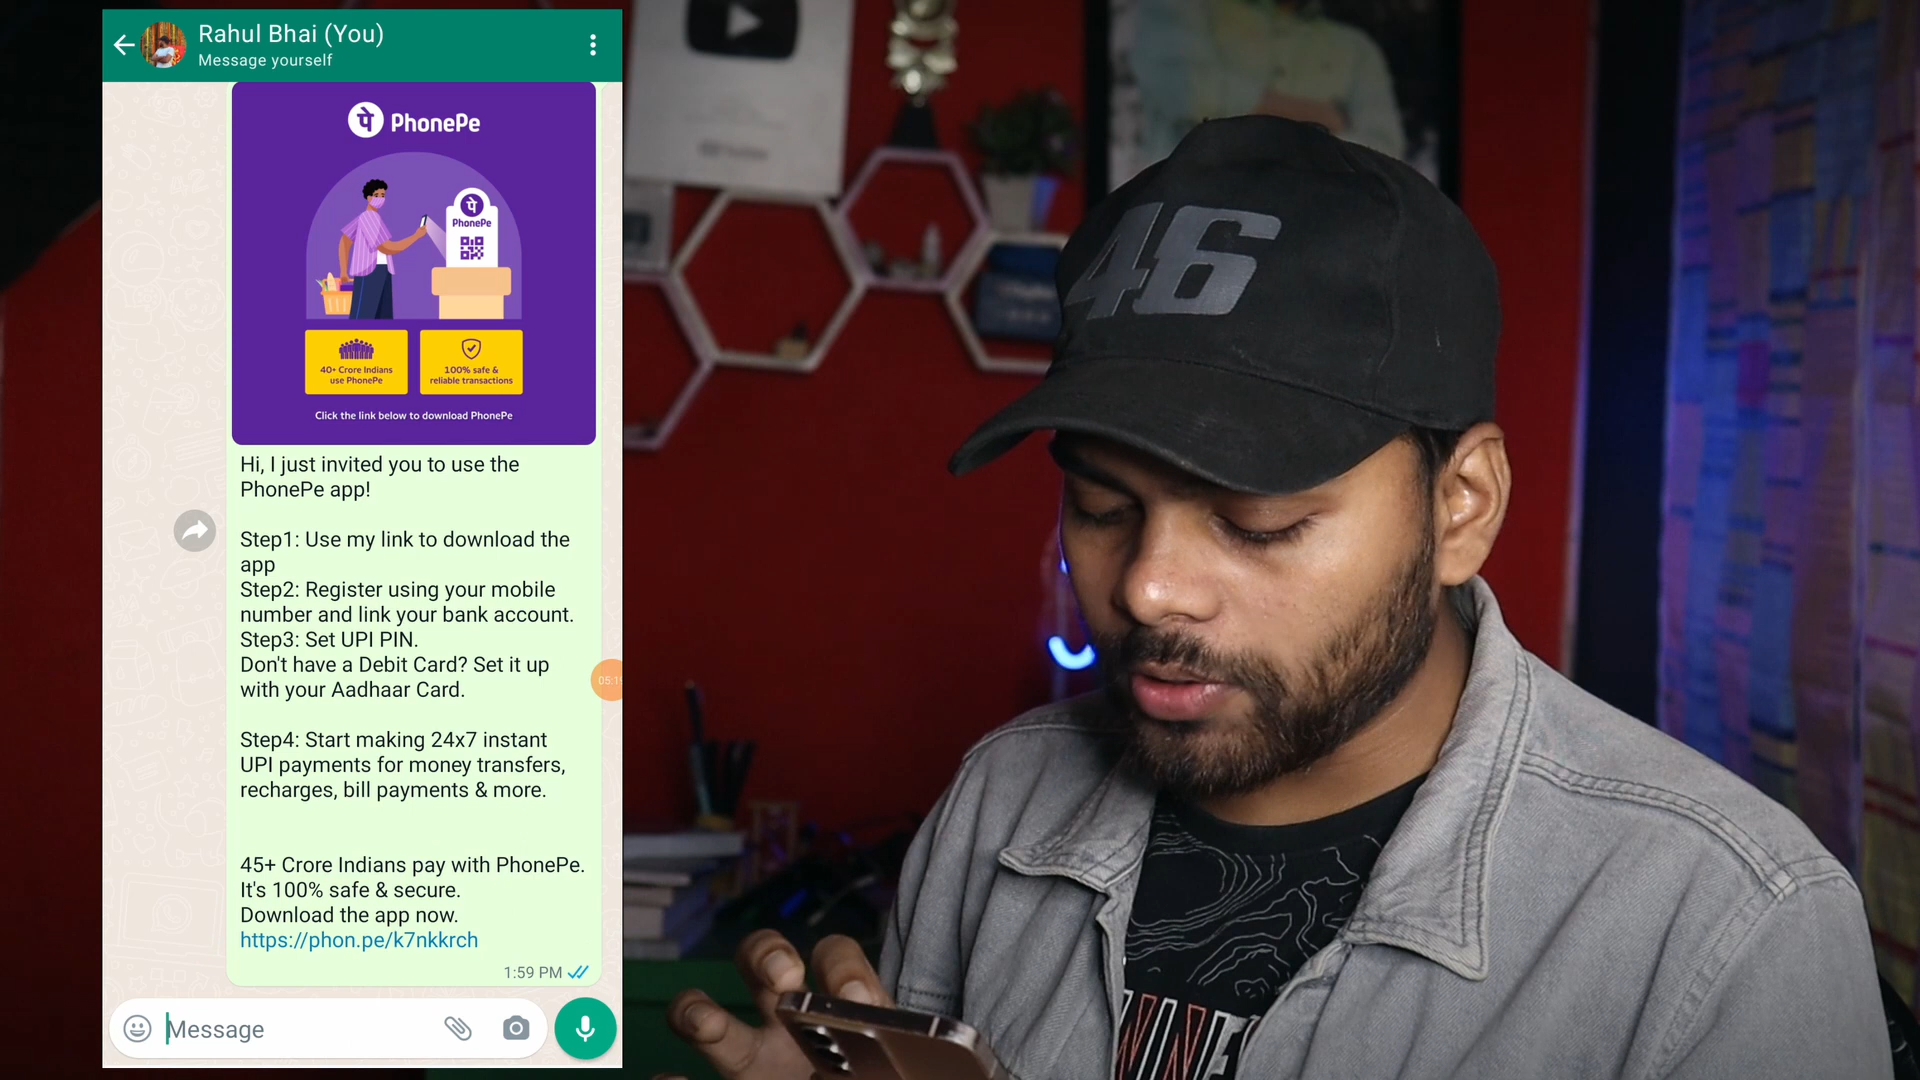 Rahul Bhai (You)
Message yourself
पे PhonePe
पे
PhonePe
40+ Crore Indians
use PhonePe
100% safe &
reliable transactions
Click the link below to download PhonePe
Hi, I just invited you to use the
PhonePe app!
Step1: Use my link to download the
app
Step2: Register using your mobile
number and link your bank account.
Step3: Set UPI PIN.
Don't have a Debit Card? Set it up
with your Aadhaar Card.
Step4: Start making 24x7 instant
UPI payments for money transfers,
recharges, bill payments & more.
45+ Crore Indians pay with PhonePe.
It's 100% safe & secure.
Download the app now.
https://phon.pe/k7nkkrch
1:59 PM
Message
46